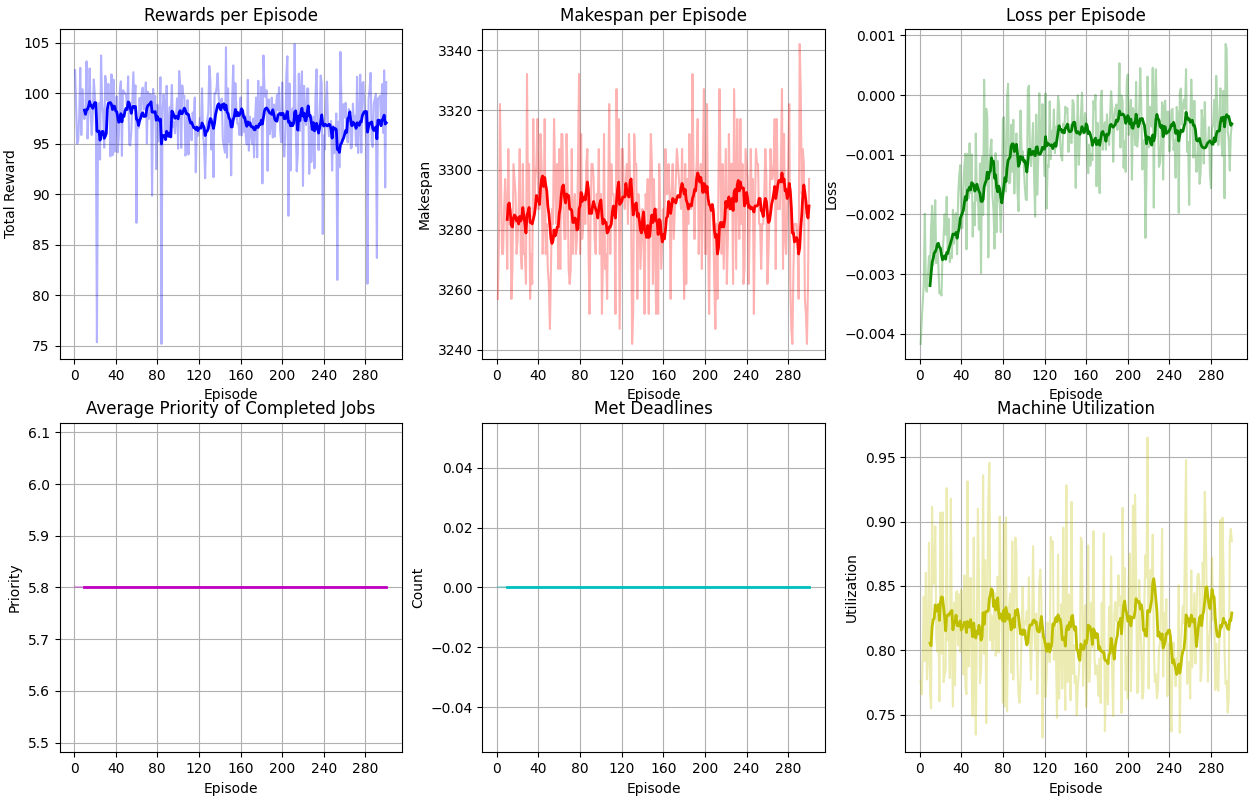 Rewards per Episode
Makespan per Episode
Loss per Episode
105
100
95
90
85
80
75
Total Reward
0 40 80 120 160 200 240 280
Episode
3340
3320
3300
3280
3260
3240
Makespan
0 40 80 120 160 200 240 280
Episode
0.001
0.000
−0.001
−0.002
−0.003
−0.004
Loss
0 40 80 120 160 200 240 280
Episode
Average Priority of Completed Jobs
Met Deadlines
Machine Utilization
6.1
6.0
5.9
5.8
5.7
5.6
5.5
Priority
0 40 80 120 160 200 240 280
Episode
0.04
0.02
0.00
−0.02
−0.04
Count
0 40 80 120 160 200 240 280
Episode
0.95
0.90
0.85
0.80
0.75
Utilization
0 40 80 120 160 200 240 280
Episode